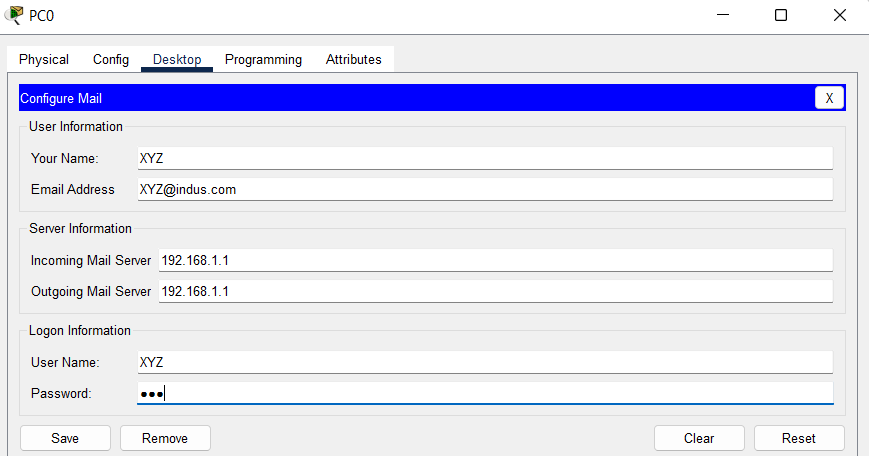 PC0
Physical Config Desktop Programming Attributes
Configure Mail X
User Information
Your Name: XYZ
Email Address XYZ@indus.com
Server Information
Incoming Mail Server 192.168.1.1
Outgoing Mail Server 192.168.1.1
Logon Information
User Name: XYZ
Password: •••
Save Remove Clear Reset